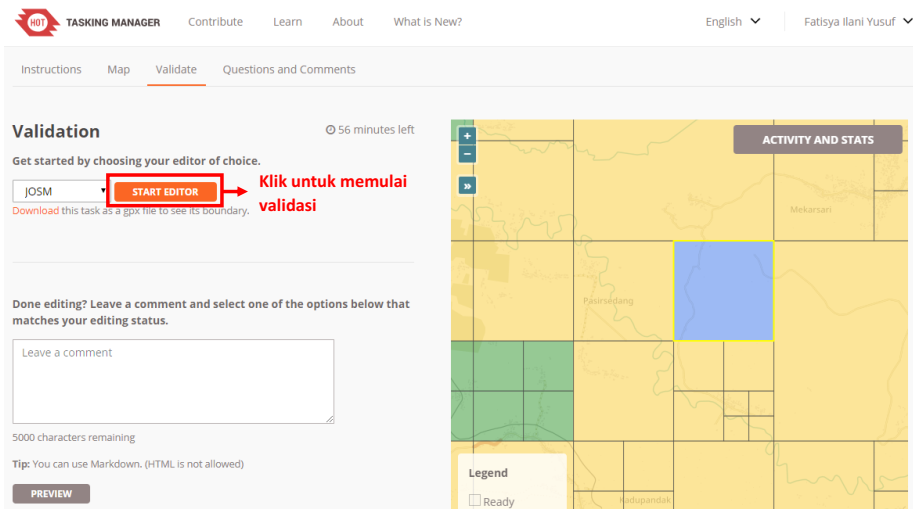 HOT TASKING MANAGER Contribute Learn About What is New? English Fatisya Ilani Yusuf
Instructions Map Validate Questions and Comments
Validation 56 minutes left
Get started by choosing your editor of choice.
JOSM START EDITOR
Klik untuk memulai
validasi
Download this task as a gpx file to see its boundary.
Done editing? Leave a comment and select one of the options below that
matches your editing status.
Leave a comment
5000 characters remaining
Tip: You can use Markdown. (HTML is not allowed)
PREVIEW
+
−
»
ACTIVITY AND STATS
Mekarsari
Pasirsedang
Kadupandak
Legend
Ready